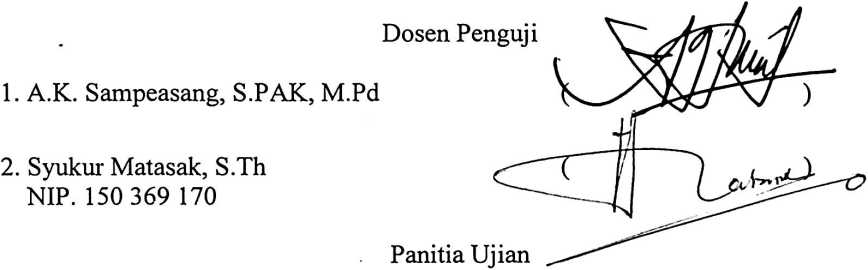 Dosen Penguji
1. A.K. Sampeasang, S.PAK, M.Pd ( )
2. Syukur Matasak, S.Th ( )
NIP. 150 369 170
Panitia Ujian